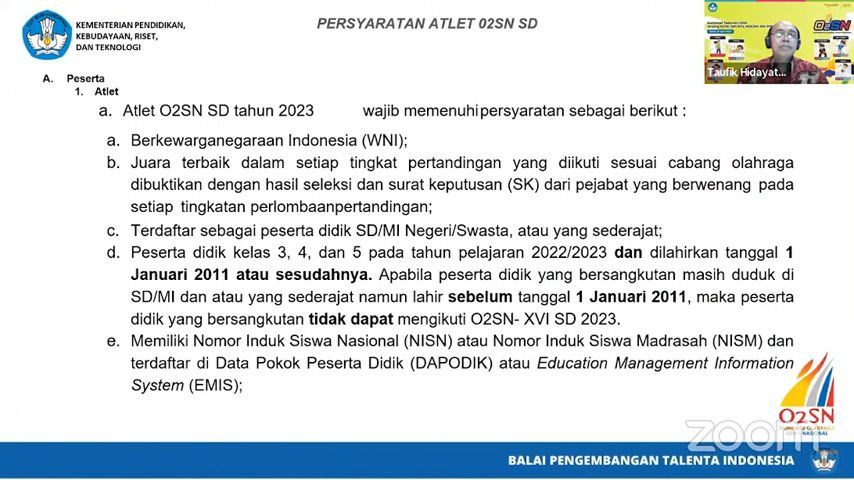 KEMENTERIAN PENDIDIKAN,
KEBUDAYAAN, RISET,
DAN TEKNOLOGI
PERSYARATAN ATLET 02SN SD
O2SN
Taufik Hidayat...
A. Peserta
1. Atlet
a. Atlet O2SN SD tahun 2023 wajib memenuhi persyaratan sebagai berikut :
a. Berkewarganegaraan Indonesia (WNI);
b. Juara terbaik dalam setiap tingkat pertandingan yang diikuti sesuai cabang olahraga
dibuktikan dengan hasil seleksi dan surat keputusan (SK) dari pejabat yang berwenang pada
setiap tingkatan perlombaanpertandingan;
c. Terdaftar sebagai peserta didik SD/MI Negeri/Swasta, atau yang sederajat;
d. Peserta didik kelas 3, 4, dan 5 pada tahun pelajaran 2022/2023 dan dilahirkan tanggal 1
Januari 2011 atau sesudahnya. Apabila peserta didik yang bersangkutan masih duduk di
SD/MI dan atau yang sederajat namun lahir sebelum tanggal 1 Januari 2011, maka peserta
didik yang bersangkutan tidak dapat mengikuti O2SN- XVI SD 2023.
e. Memiliki Nomor Induk Siswa Nasional (NISN) atau Nomor Induk Siswa Madrasah (NISM) dan
terdaftar di Data Pokok Peserta Didik (DAPODIK) atau Education Management Information
System (EMIS);
O2SN
zoom
BALAI PENGEMBANGAN TALENTA INDONESIA